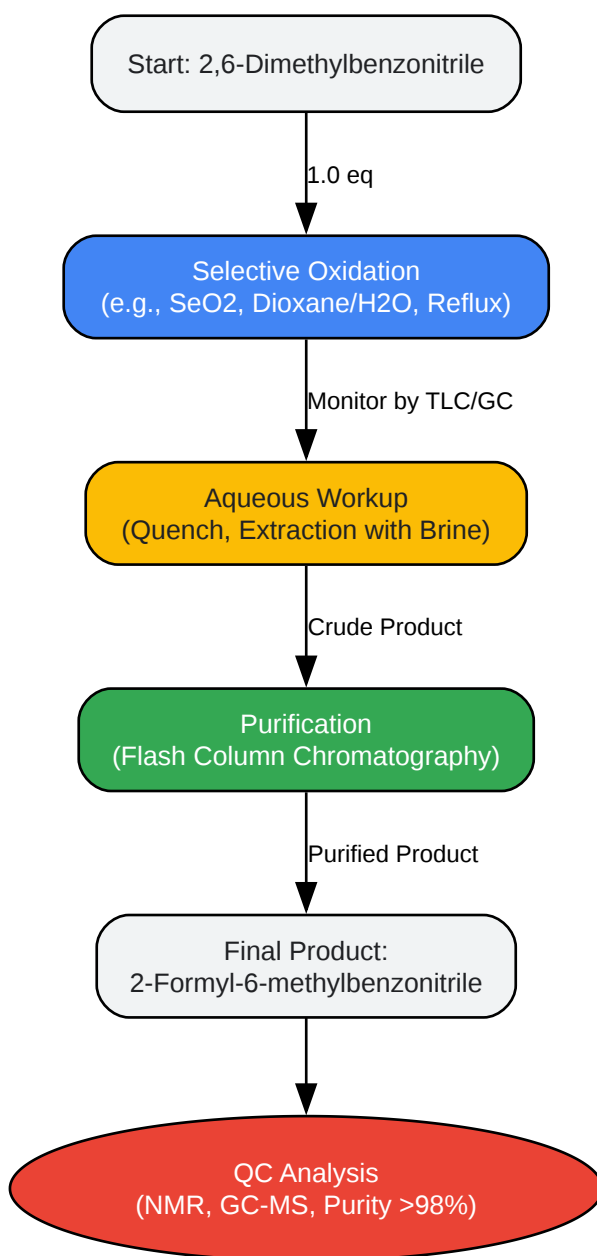 Start: 2,6-Dimethylbenzonitrile
1.0 eq
Selective Oxidation
(e.g., SeO2, Dioxane/H2O, Reflux)
Monitor by TLC/GC
Aqueous Workup
(Quench, Extraction with Brine)
Crude Product
Purification
(Flash Column Chromatography)
Purified Product
Final Product:
2-Formyl-6-methylbenzonitrile
QC Analysis
(NMR, GC-MS, Purity >98%)